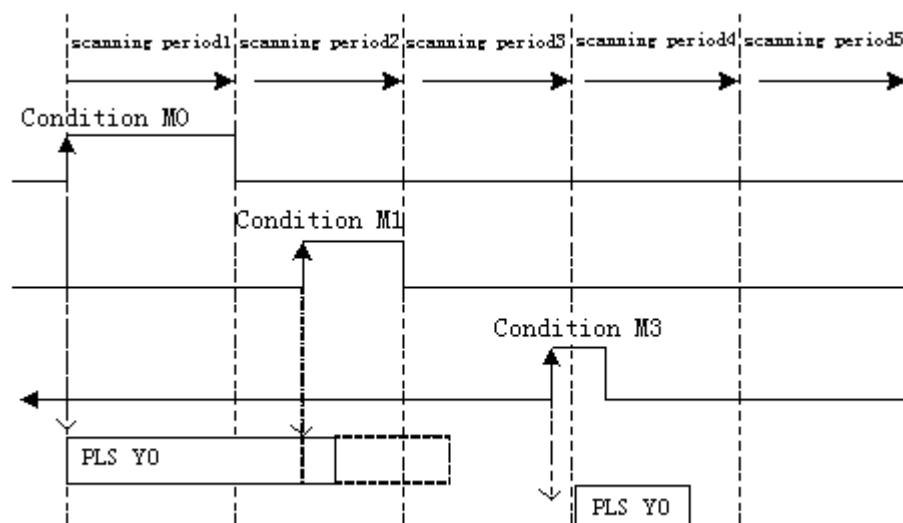 scanning period1 scanning period2 scanning period3 scanning period4 scanning period5
Condition M0
Condition M1
Condition M3
PLS Y0
PLS Y0